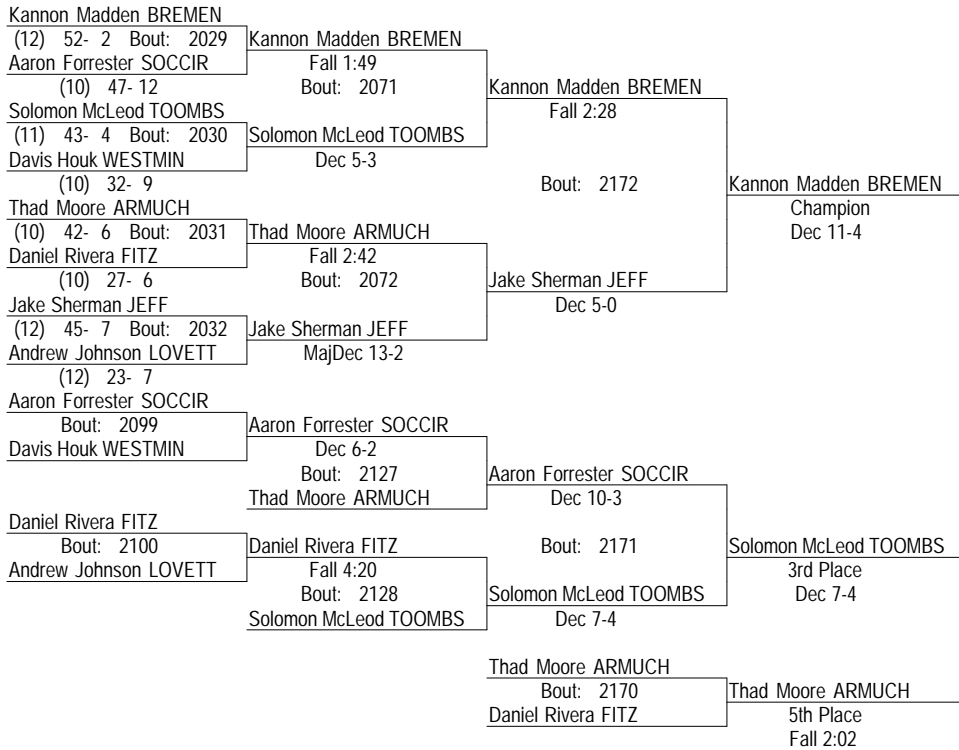 Kannon Madden BREMEN
(12) 52- 2 Bout: 2029 Kannon Madden BREMEN
Aaron Forrester SOCCIR Fall 1:49
(10) 47- 12 Bout: 2071 Kannon Madden BREMEN
Solomon McLeod TOOMBS Fall 2:28
(11) 43- 4 Bout: 2030 Solomon McLeod TOOMBS
Davis Houk WESTMIN Dec 5-3
(10) 32- 9 Bout: 2172 Kannon Madden BREMEN
Thad Moore ARMUCH Champion
(10) 42- 6 Bout: 2031 Thad Moore ARMUCH Dec 11-4
Daniel Rivera FITZ Fall 2:42
(10) 27- 6 Bout: 2072 Jake Sherman JEFF
Jake Sherman JEFF Dec 5-0
(12) 45- 7 Bout: 2032 Jake Sherman JEFF
Andrew Johnson LOVETT MajDec 13-2
(12) 23- 7
Aaron Forrester SOCCIR
Bout: 2099 Aaron Forrester SOCCIR
Davis Houk WESTMIN Dec 6-2
Bout: 2127 Aaron Forrester SOCCIR
Thad Moore ARMUCH Dec 10-3
Daniel Rivera FITZ
Bout: 2100 Daniel Rivera FITZ Bout: 2171 Solomon McLeod TOOMBS
Andrew Johnson LOVETT Fall 4:20 3rd Place
Bout: 2128 Solomon McLeod TOOMBS Dec 7-4
Solomon McLeod TOOMBS Dec 7-4
Thad Moore ARMUCH
Bout: 2170 Thad Moore ARMUCH
Daniel Rivera FITZ 5th Place
Fall 2:02